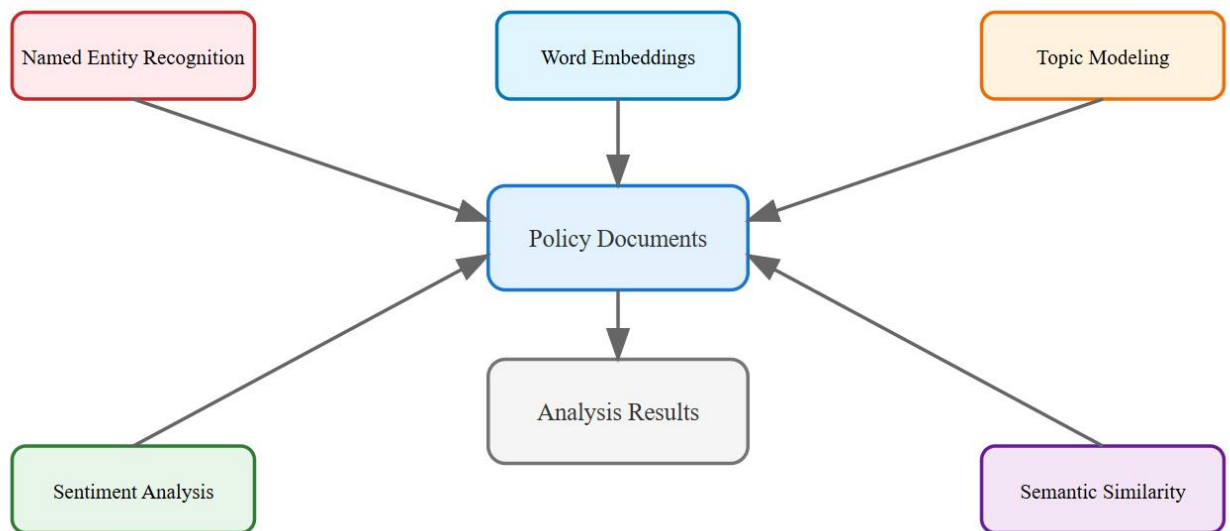 Named Entity Recognition
Word Embeddings
Topic Modeling
Policy Documents
Analysis Results
Sentiment Analysis
Semantic Similarity